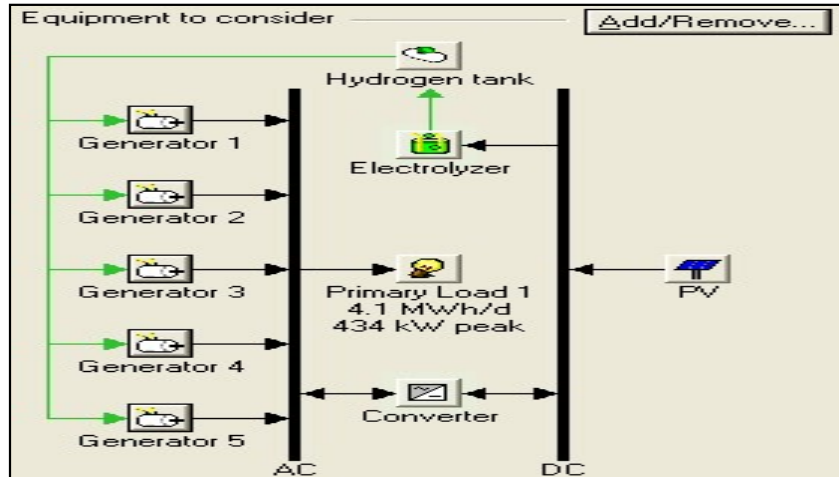 Equipment to consider
Add/Remove...
Hydrogen tank
Generator 1
Electrolyzer
Generator 2
Generator 3
Primary Load 1
4.1 MWh/d
434 kW peak
PV
Generator 4
Converter
Generator 5
AC
DC